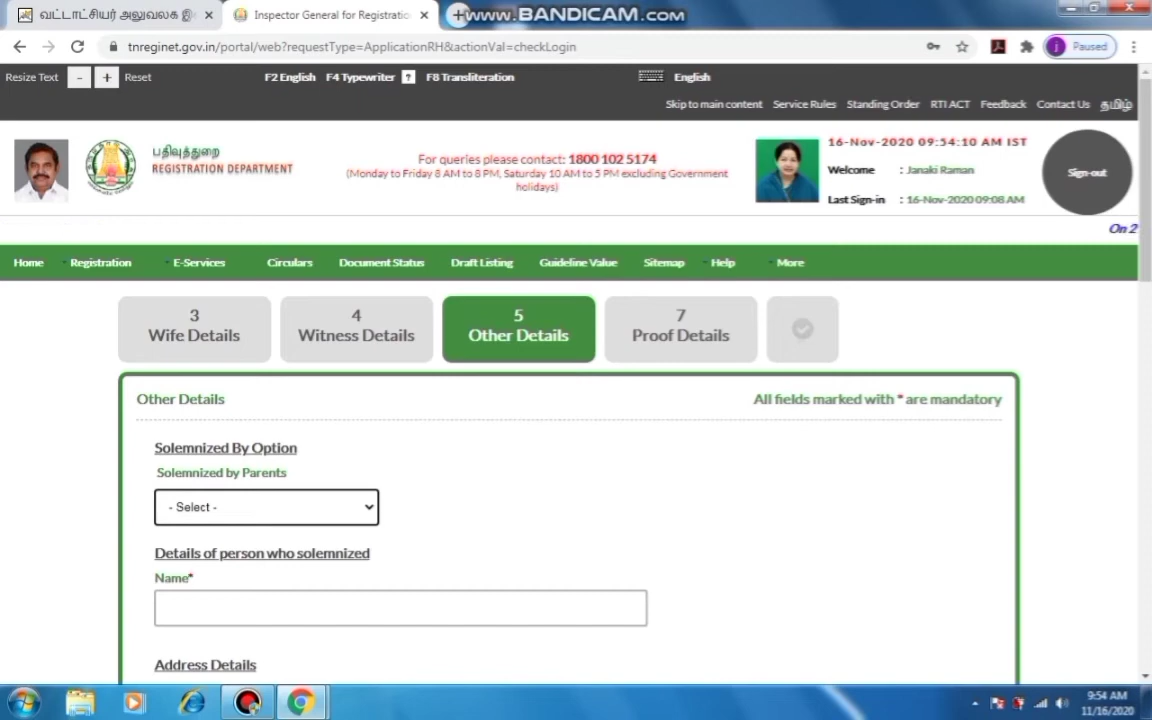 வட்டாட்சியர் அலுவலக இ
Inspector General for Registratio
www.BANDICAM.com
tnreginet.gov.in/portal/web?requestType=ApplicationRH&actionVal=checkLogin
j Paused
Resize Text - + Reset F2 English F4 Typewriter ? F8 Transliteration English
Skip to main content Service Rules Standing Order RTI ACT Feedback Contact Us தமிழ்
பதிவுத்துறை
REGISTRATION DEPARTMENT
For queries please contact: 1800 102 5174
(Monday to Friday 8 AM to 8 PM, Saturday 10 AM to 5 PM excluding Government
holidays)
16-Nov-2020 09:54:10 AM IST
Welcome : Janaki Raman
Last Sign-in : 16-Nov-2020 09:08 AM
Sign-out
On 2
Home Registration E-Services Circulars Document Status Draft Listing Guideline Value Sitemap Help More
3
Wife Details
4
Witness Details
5
Other Details
7
Proof Details
Other Details
All fields marked with * are mandatory
Solemnized By Option
Solemnized by Parents
- Select -
Details of person who solemnized
Name*
Address Details
9:54 AM
11/16/2020